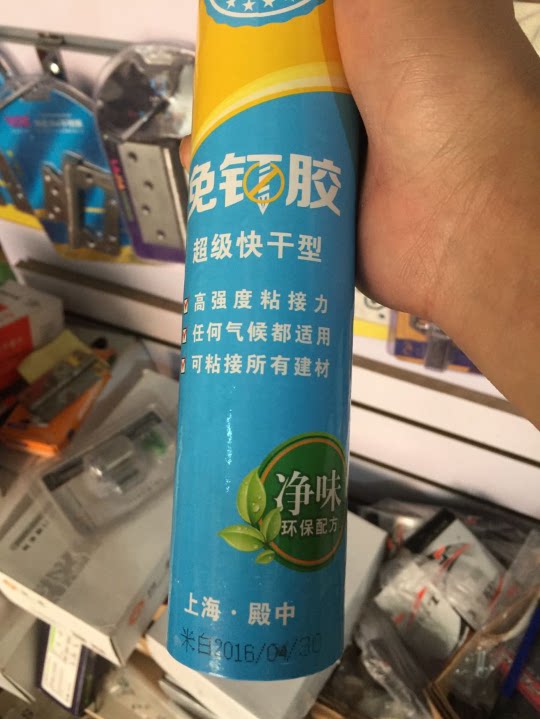 免钉胶
超级快干型
高强度粘接力
任何气候都适用
可粘接所有建材
净味
环保配方
上海·殿中
米白2016/04/30